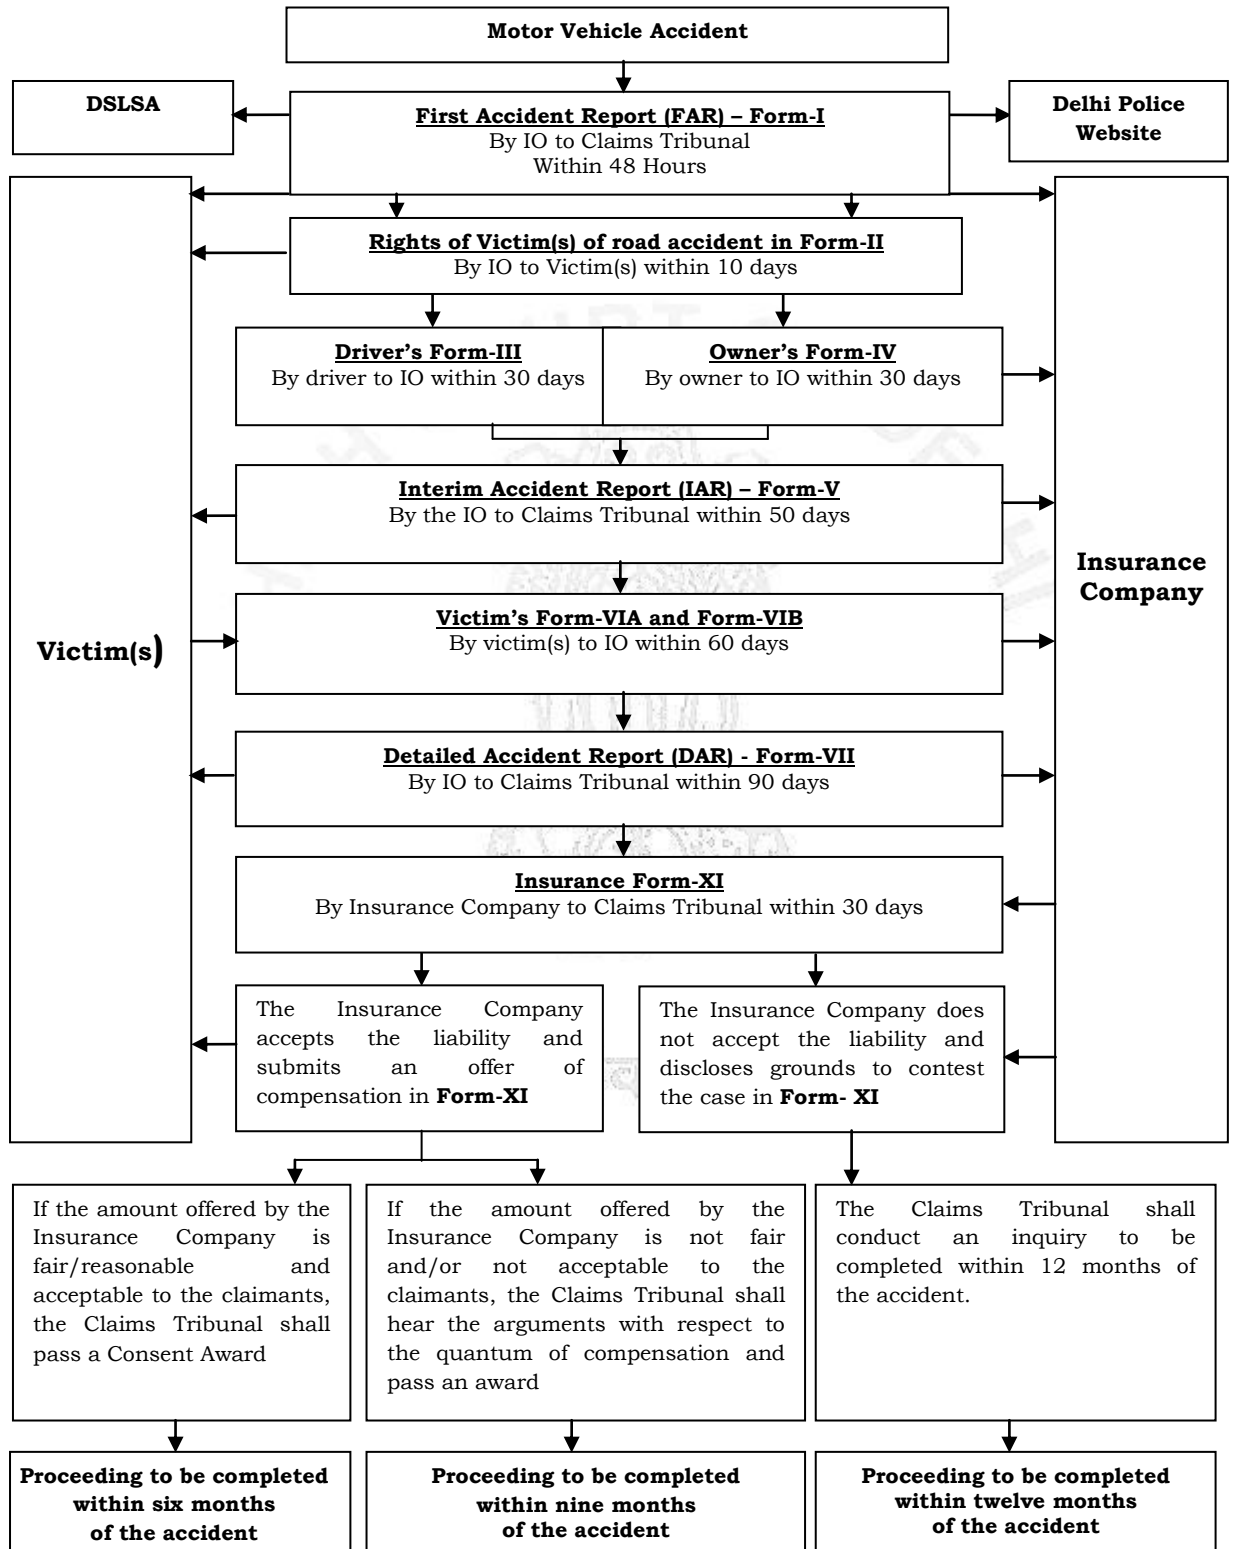 Motor Vehicle Accident
DSLSA
First Accident Report (FAR) – Form-I
By IO to Claims Tribunal
Within 48 Hours
Delhi Police
Website
Rights of Victim(s) of road accident in Form-II
By IO to Victim(s) within 10 days
Driver's Form-III
By driver to IO within 30 days
Owner's Form-IV
By owner to IO within 30 days
Interim Accident Report (IAR) – Form-V
By the IO to Claims Tribunal within 50 days
Insurance
Company
Victim(s)
Victim's Form-VIA and Form-VIB
By victim(s) to IO within 60 days
Detailed Accident Report (DAR) - Form-VII
By IO to Claims Tribunal within 90 days
Insurance Form-XI
By Insurance Company to Claims Tribunal within 30 days
The Insurance Company
accepts the liability and
submits an offer of
compensation in Form-XI
The Insurance Company does
not accept the liability and
discloses grounds to contest
the case in Form- XI
If the amount offered by the
Insurance Company is
fair/reasonable and
acceptable to the claimants,
the Claims Tribunal shall
pass a Consent Award
If the amount offered by the
Insurance Company is not fair
and/or not acceptable to the
claimants, the Claims Tribunal shall
hear the arguments with respect to
the quantum of compensation and
pass an award
The Claims Tribunal shall
conduct an inquiry to be
completed within 12 months of
the accident.
Proceeding to be completed
within six months
of the accident
Proceeding to be completed
within nine months
of the accident
Proceeding to be completed
within twelve months
of the accident